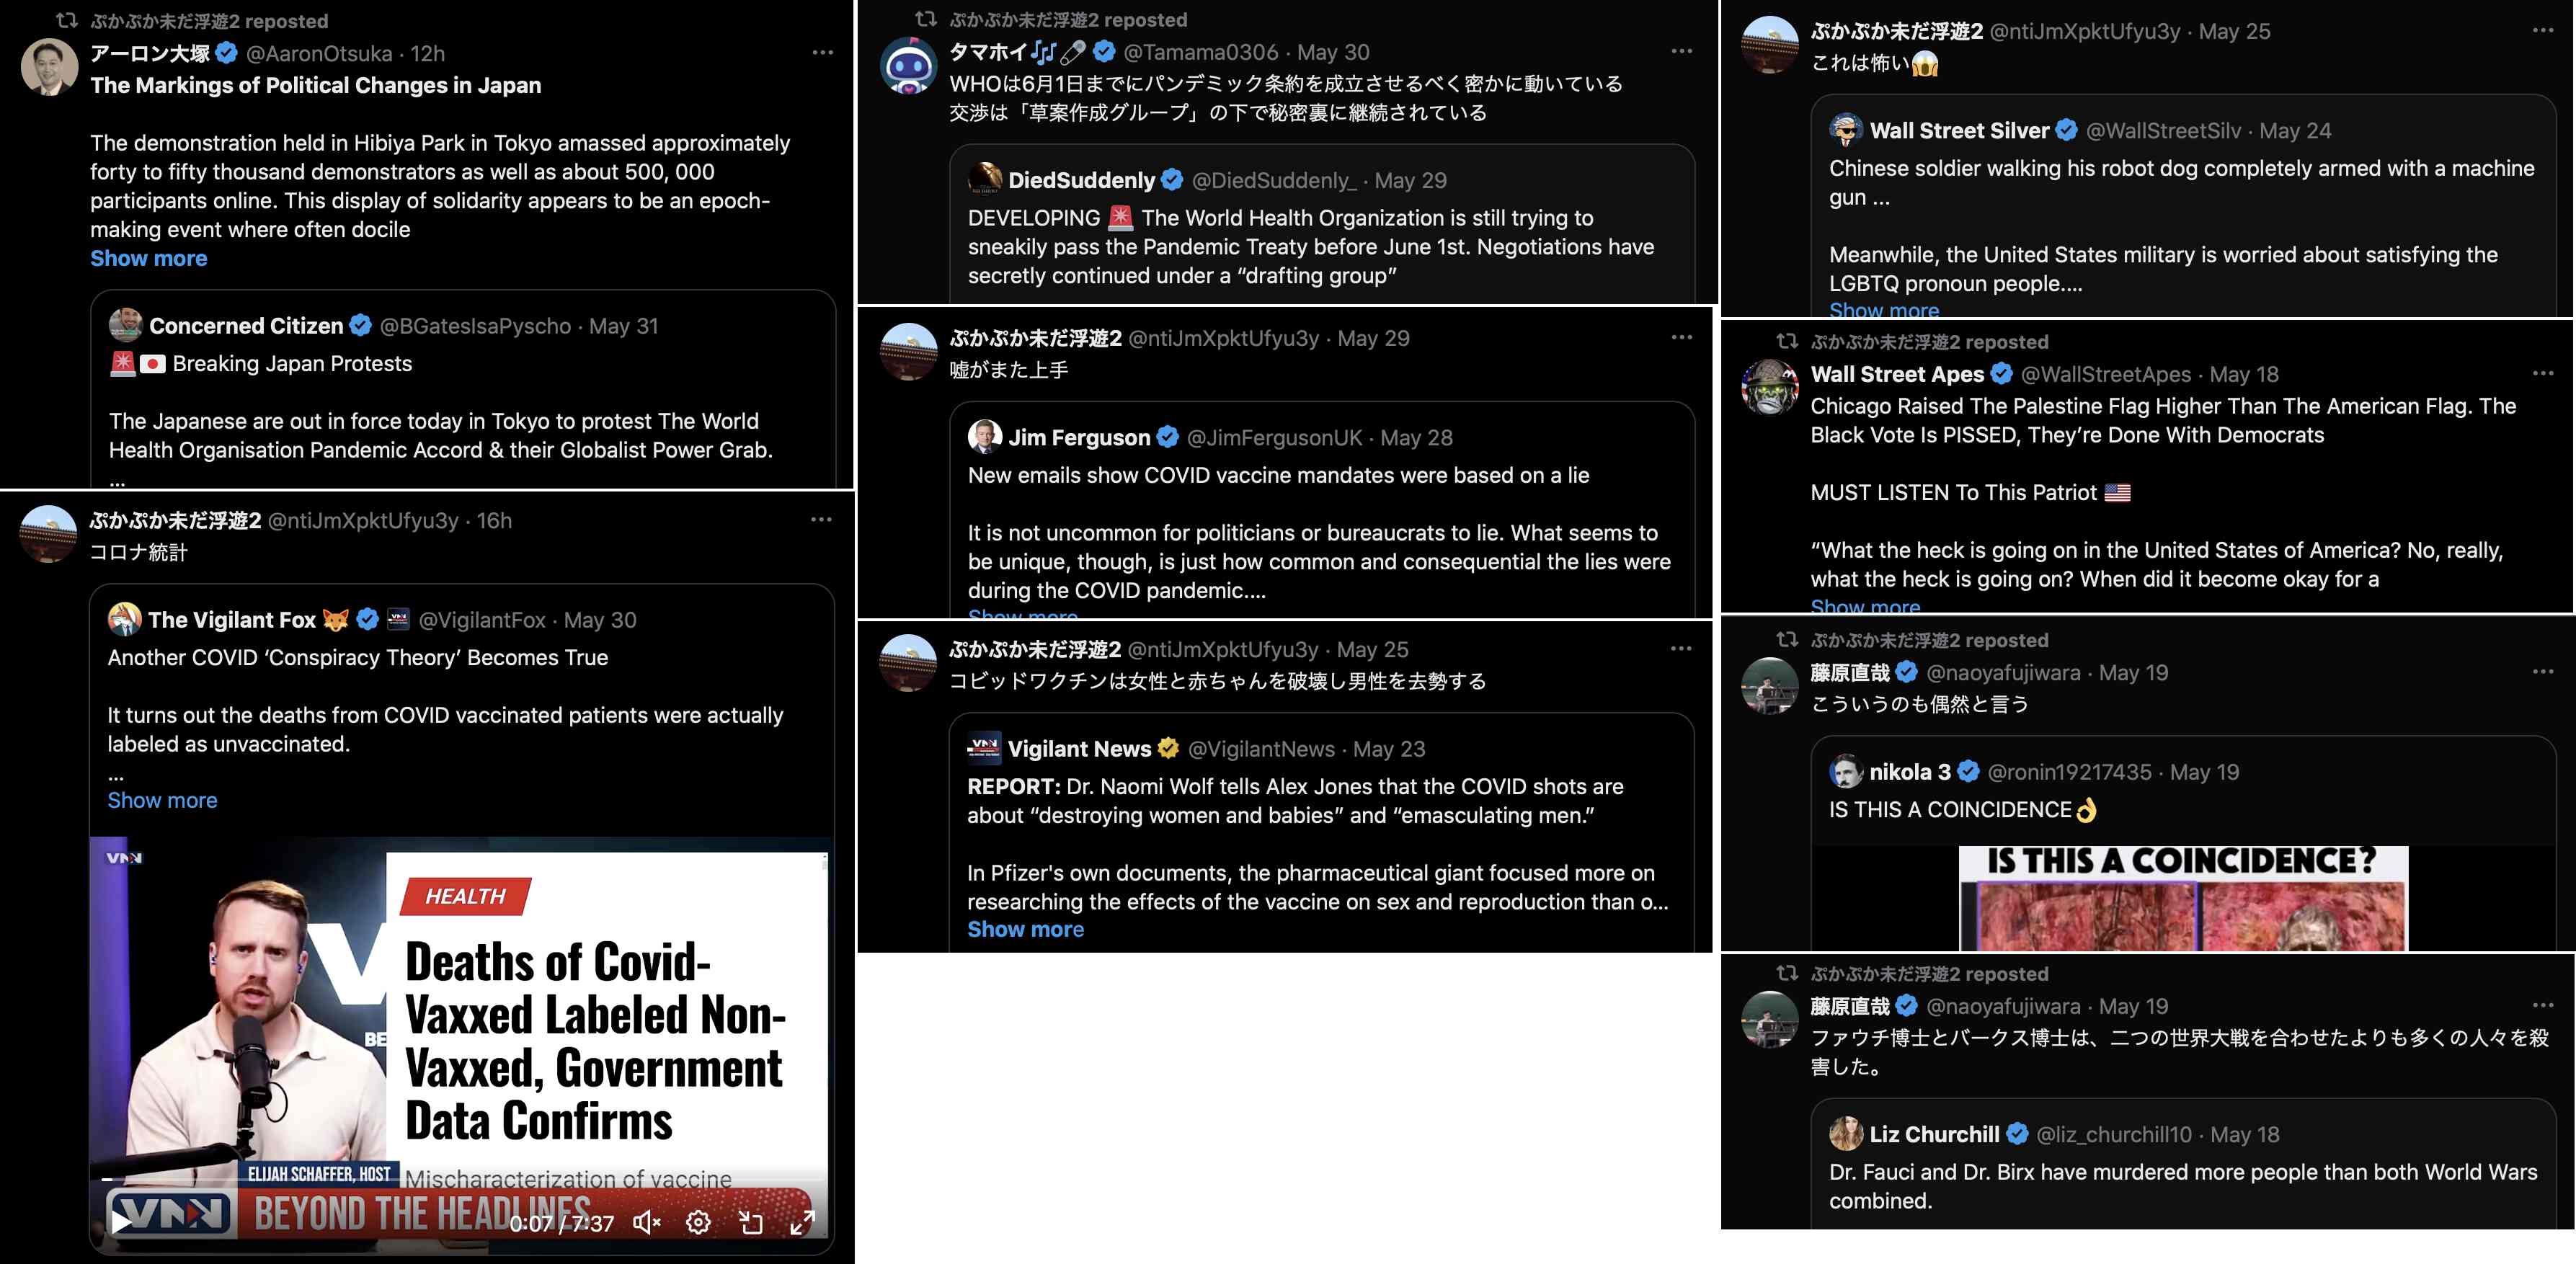 ぷかぷか未だ浮遊2 reposted
アーロン大塚 @AaronOtsuka · 12h
The Markings of Political Changes in Japan
The demonstration held in Hibiya Park in Tokyo amassed approximately
forty to fifty thousand demonstrators as well as about 500, 000
participants online. This display of solidarity appears to be an epoch-
making event where often docile
Show more
Concerned Citizen @BGatesIsaPyscho · May 31
🚨🇯🇵 Breaking Japan Protests
The Japanese are out in force today in Tokyo to protest The World
Health Organisation Pandemic Accord & their Globalist Power Grab.
...
ぷかぷか未だ浮遊2 @ntiJmXpktUfyu3y · 16h
コロナ統計
The Vigilant Fox 🦊 @VigilantFox · May 30
Another COVID ‘Conspiracy Theory’ Becomes True
It turns out the deaths from COVID vaccinated patients were actually
labeled as unvaccinated.
...
Show more
VNN
HEALTH
Deaths of Covid-
Vaxxed Labeled Non-
Vaxxed, Government
Data Confirms
BE
ELIJAH SCHAFFER, HOST
Mischaracterization of vaccine
VNN
BEYOND THE HEADLINES
0:07 / 7:37
ぷかぷか未だ浮遊2 reposted
タマホイ🎶🧷 @Tamama0306 · May 30
WHOは6月1日までにパンデミック条約を成立させるべく密かに動いている
交渉は「草案作成グループ」の下で秘密裏に継続されている
DiedSuddenly @DiedSuddenly_ · May 29
DEVELOPING 🚨 The World Health Organization is still trying to
sneakily pass the Pandemic Treaty before June 1st. Negotiations have
secretly continued under a “drafting group”
ぷかぷか未だ浮遊2 @ntiJmXpktUfyu3y · May 29
嘘がまた上手
Jim Ferguson @JimFergusonUK · May 28
New emails show COVID vaccine mandates were based on a lie
It is not uncommon for politicians or bureaucrats to lie. What seems to
be unique, though, is just how common and consequential the lies were
during the COVID pandemic....
Show more
ぷかぷか未だ浮遊2 @ntiJmXpktUfyu3y · May 25
コビッドワクチンは女性と赤ちゃんを破壊し男性を去勢する
VNN
Vigilant News @VigilantNews · May 23
REPORT: Dr. Naomi Wolf tells Alex Jones that the COVID shots are
about “destroying women and babies” and “emasculating men.”
In Pfizer's own documents, the pharmaceutical giant focused more on
researching the effects of the vaccine on sex and reproduction than o...
Show more
ぷかぷか未だ浮遊2 @ntiJmXpktUfyu3y · May 25
これは怖い😱
Wall Street Silver @WallStreetSilv · May 24
Chinese soldier walking his robot dog completely armed with a machine
gun ...
Meanwhile, the United States military is worried about satisfying the
LGBTQ pronoun people....
Show more
ぷかぷか未だ浮遊2 reposted
Wall Street Apes @WallStreetApes · May 18
Chicago Raised The Palestine Flag Higher Than The American Flag. The
Black Vote Is PISSED, They’re Done With Democrats
MUST LISTEN To This Patriot 🇺🇸
“What the heck is going on in the United States of America? No, really,
what the heck is going on? When did it become okay for a
Show more
ぷかぷか未だ浮遊2 reposted
藤原直哉 @naoyafujiwara · May 19
こういうのも偶然と言う
nikola 3 @ronin19217435 · May 19
IS THIS A COINCIDENCE👌
IS THIS A COINCIDENCE?
ぷかぷか未だ浮遊2 reposted
藤原直哉 @naoyafujiwara · May 19
ファウチ博士とバークス博士は、二つの世界大戦を合わせたよりも多くの人々を殺
害した。
Liz Churchill @liz_churchill10 · May 18
Dr. Fauci and Dr. Birx have murdered more people than both World Wars
combined.